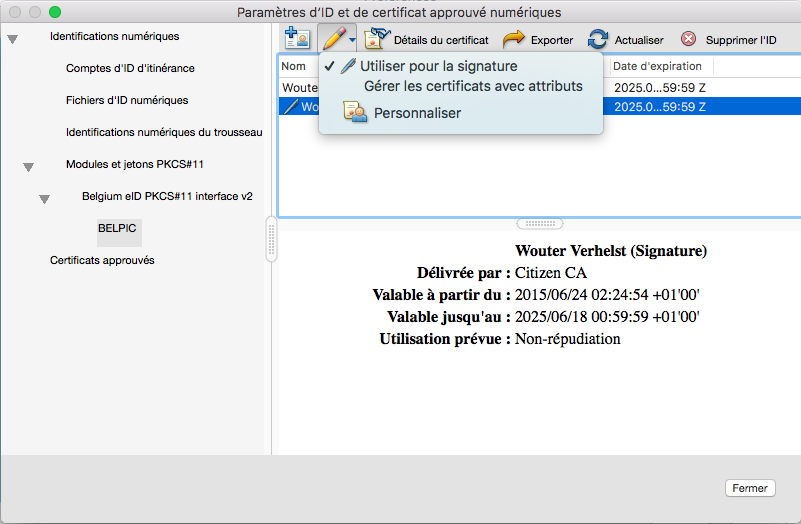 Paramètres d'ID et de certificat approuvé numériques
Identifications numériques
Comptes d'ID d'itinérance
Fichiers d'ID numériques
Identifications numériques du trousseau
Modules et jetons PKCS#11
Belgium eID PKCS#11 interface v2
BELPIC
Certificats approuvés
Détails du certificat Exporter Actualiser Supprimer l'ID
Nom Date d'expiration
Wouter 2025.0...59:59 Z
Wo 2025.0...59:59 Z
✓ Utiliser pour la signature
Gérer les certificats avec attributs
Personnaliser
Wouter Verhelst (Signature)
Délivrée par : Citizen CA
Valable à partir du : 2015/06/24 02:24:54 +01'00'
Valable jusqu'au : 2025/06/18 00:59:59 +01'00'
Utilisation prévue : Non-répudiation
Fermer